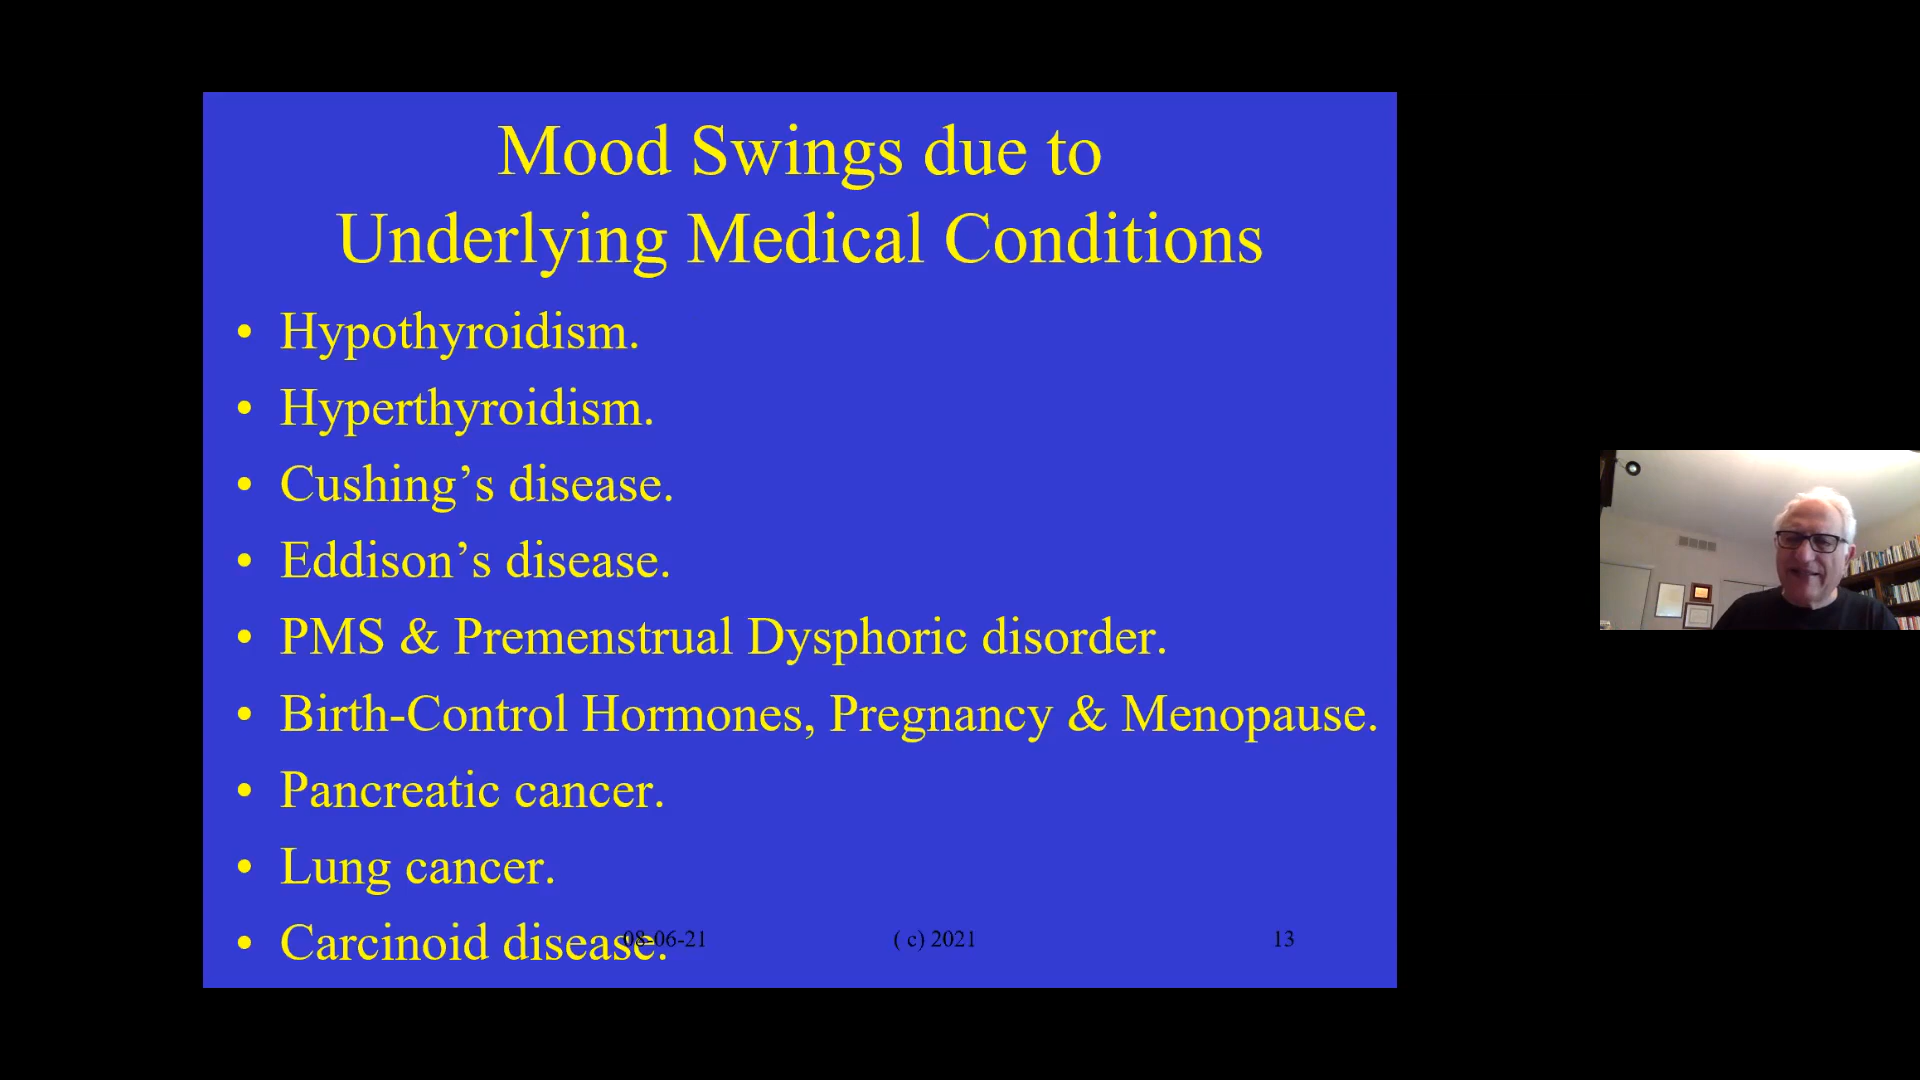 Mood Swings due to
Underlying Medical Conditions
• Hypothyroidism.
• Hyperthyroidism.
• Cushing’s disease.
• Eddison’s disease.
• PMS & Premenstrual Dysphoric disorder.
• Birth-Control Hormones, Pregnancy & Menopause.
• Pancreatic cancer.
• Lung cancer.
• Carcinoid disease.
08-06-21
( c) 2021
13